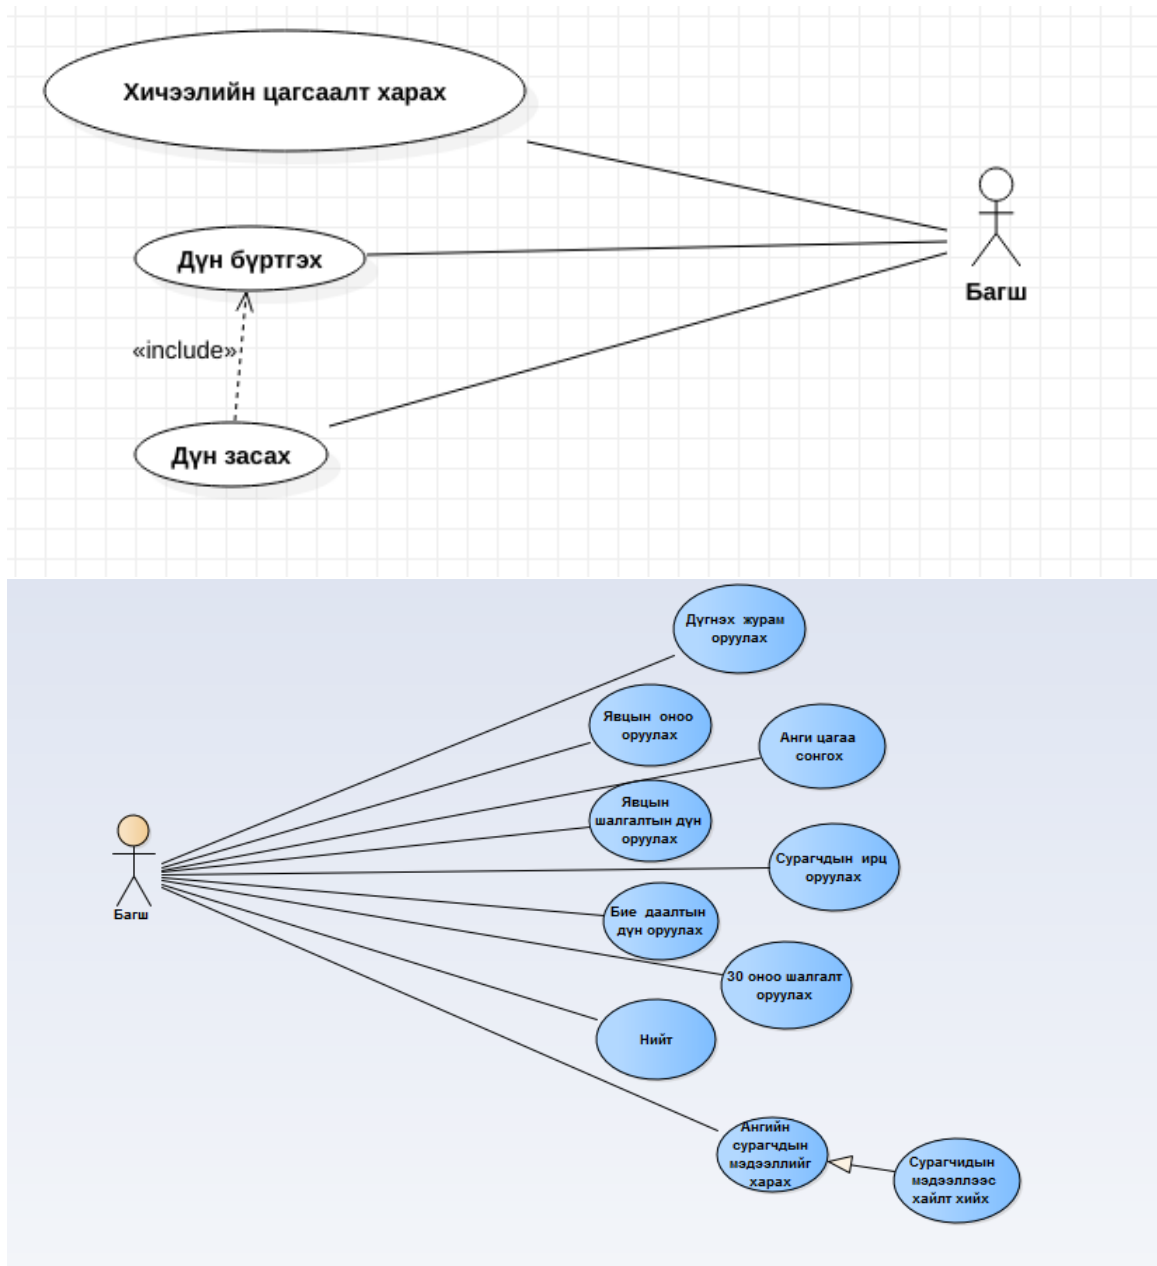 Хичээлийн цагсаалт харах
Дүн бүртгэх
Багш
«include»
Дүн засах
Дүгнэх журам
оруулах
Явцын оноо
оруулах
Анги цагаа
сонгох
Явцын
шалгалтын дүн
оруулах
Сурагчдын ирц
оруулах
Багш
Бие даалтын
дүн оруулах
30 оноо шалгалт
оруулах
Нийт
Ангийн
сурагчдын
мэдээллийг
харах
Сурагчидын
мэдээллээс
хайлт хийх